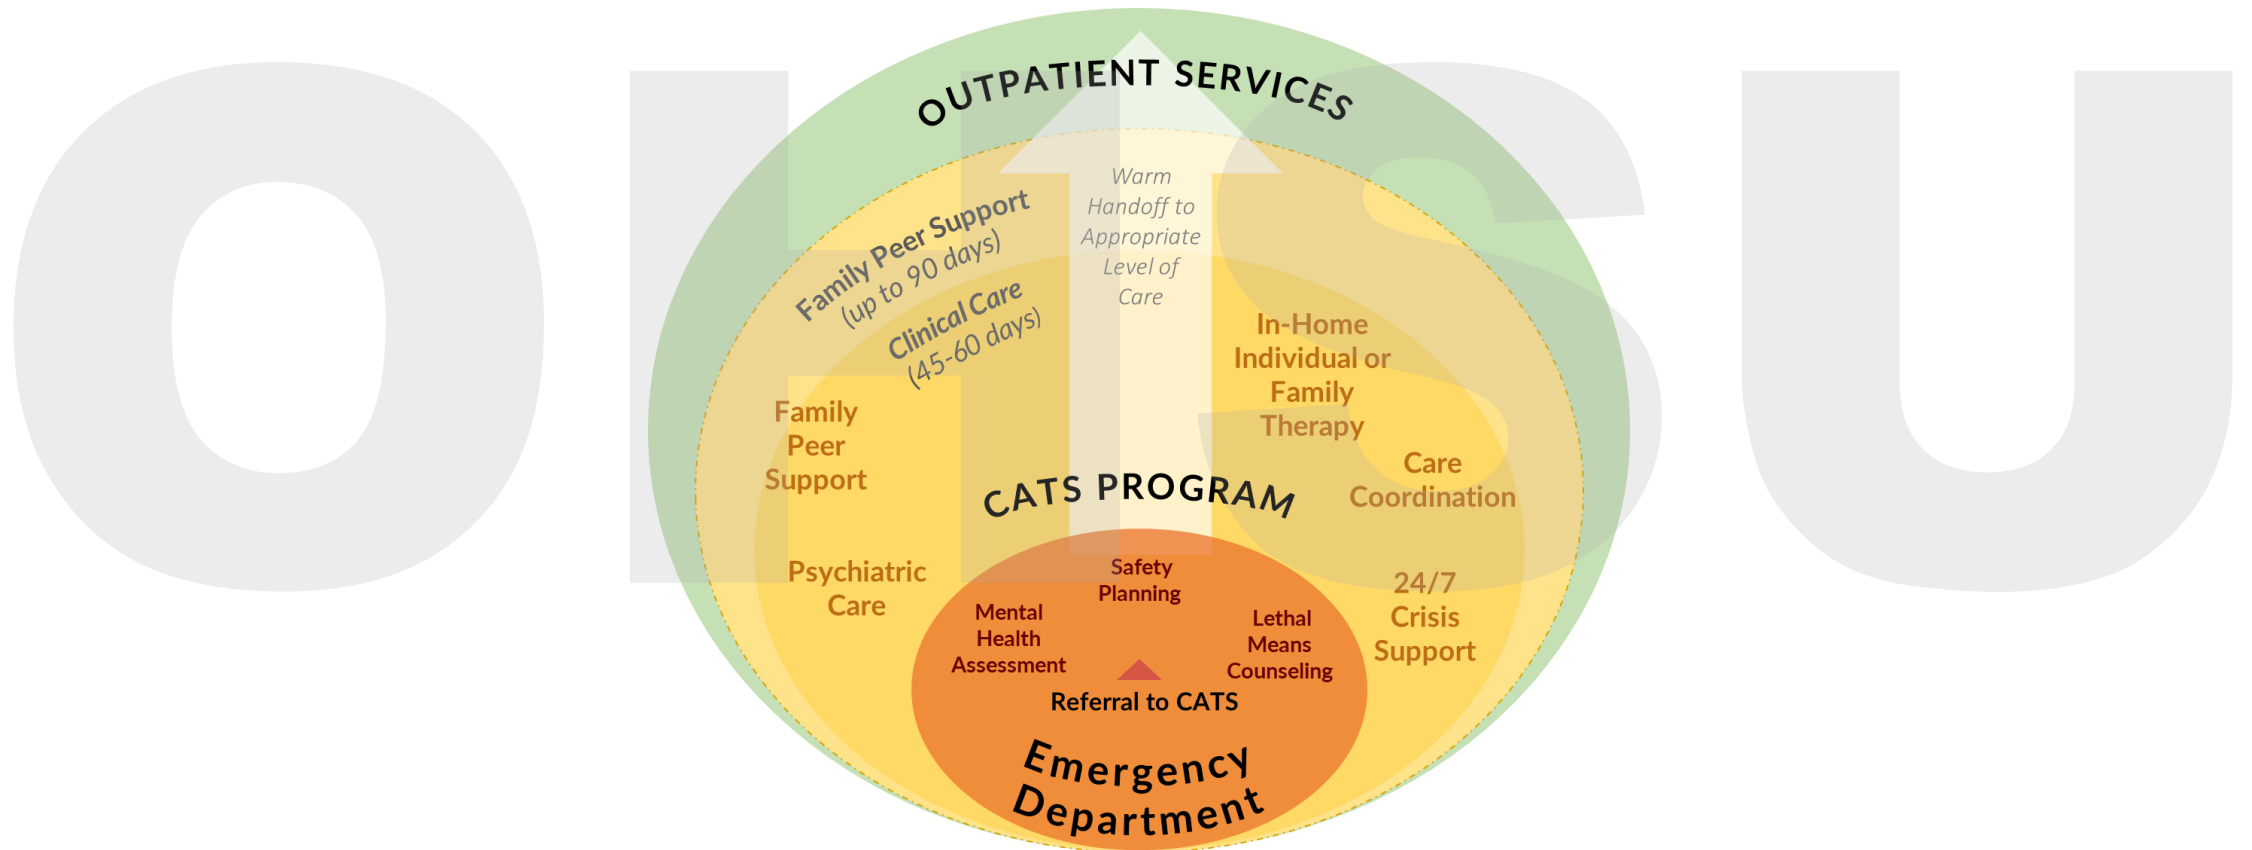 OHSU
OUTPATIENT SERVICES
Warm
Handoff to
Appropriate
Level of
Care
Family Peer Support
(up to 90 days)
Clinical Care
(45-60 days)
In-Home
Individual or
Family
Therapy
Family
Peer
Support
Care
Coordination
CATS PROGRAM
Psychiatric
Care
24/7
Crisis
Support
Safety
Planning
Mental
Health
Assessment
Lethal
Means
Counseling
Referral to CATS
Emergency
Department